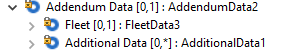 Addendum Data [0,1] : AddendumData2
Fleet [0,1] : FleetData3
Additional Data [0,*] : AdditionalData1